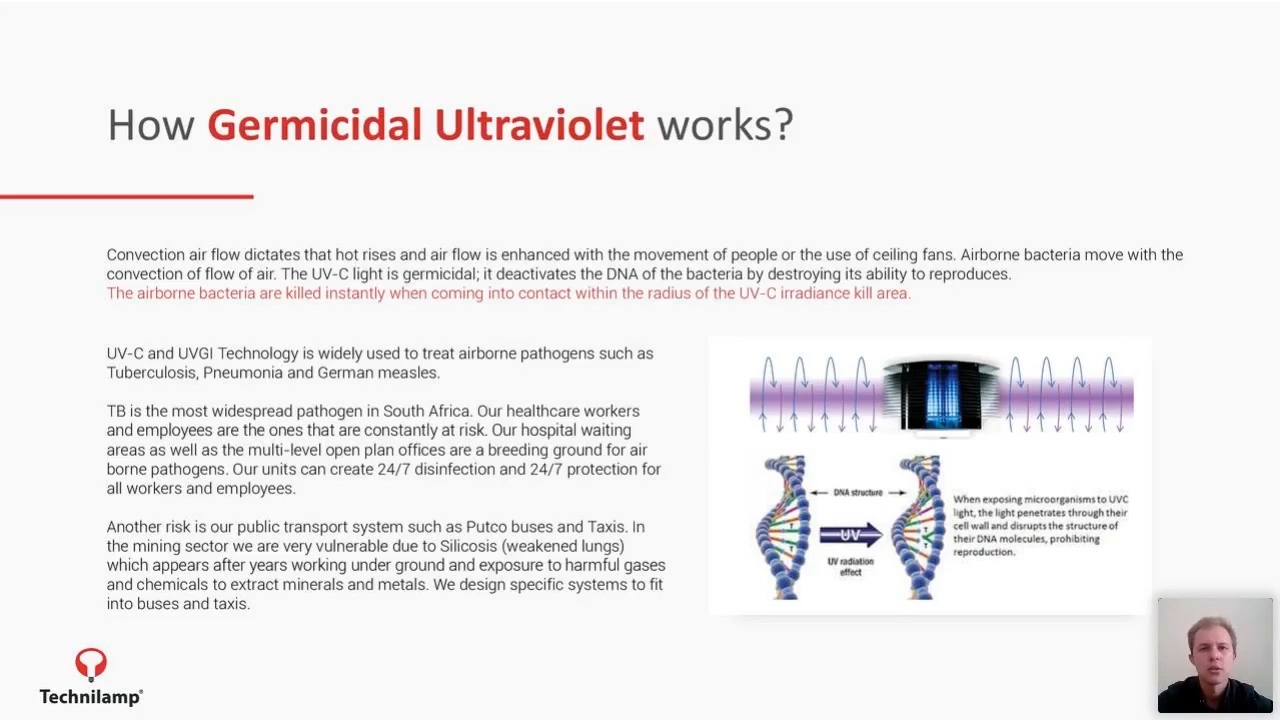 How Germicidal Ultraviolet works?
Convection air flow dictates that hot rises and air flow is enhanced with the movement of people or the use of ceiling fans. Airborne bacteria move with the
convection of flow of air. The UV-C light is germicidal; it deactivates the DNA of the bacteria by destroying its ability to reproduces.
The airborne bacteria are killed instantly when coming into contact within the radius of the UV-C irradiance kill area.
UV-C and UVGI Technology is widely used to treat airborne pathogens such as
Tuberculosis, Pneumonia and German measles.
TB is the most widespread pathogen in South Africa. Our healthcare workers
and employees are the ones that are constantly at risk. Our hospital waiting
areas as well as the multi-level open plan offices are a breeding ground for air
borne pathogens. Our units can create 24/7 disinfection and 24/7 protection for
all workers and employees.
Another risk is our public transport system such as Putco buses and Taxis. In
the mining sector we are very vulnerable due to Silicosis (weakened lungs)
which appears after years working under ground and exposure to harmful gases
and chemicals to extract minerals and metals. We design specific systems to fit
into buses and taxis.
DNA structure
UV
UV radiation
effect
When exposing microorganisms to UVC
light, the light penetrates through their
cell wall and disrupts the structure of
their DNA molecules, prohibiting
reproduction.
Technilamp®